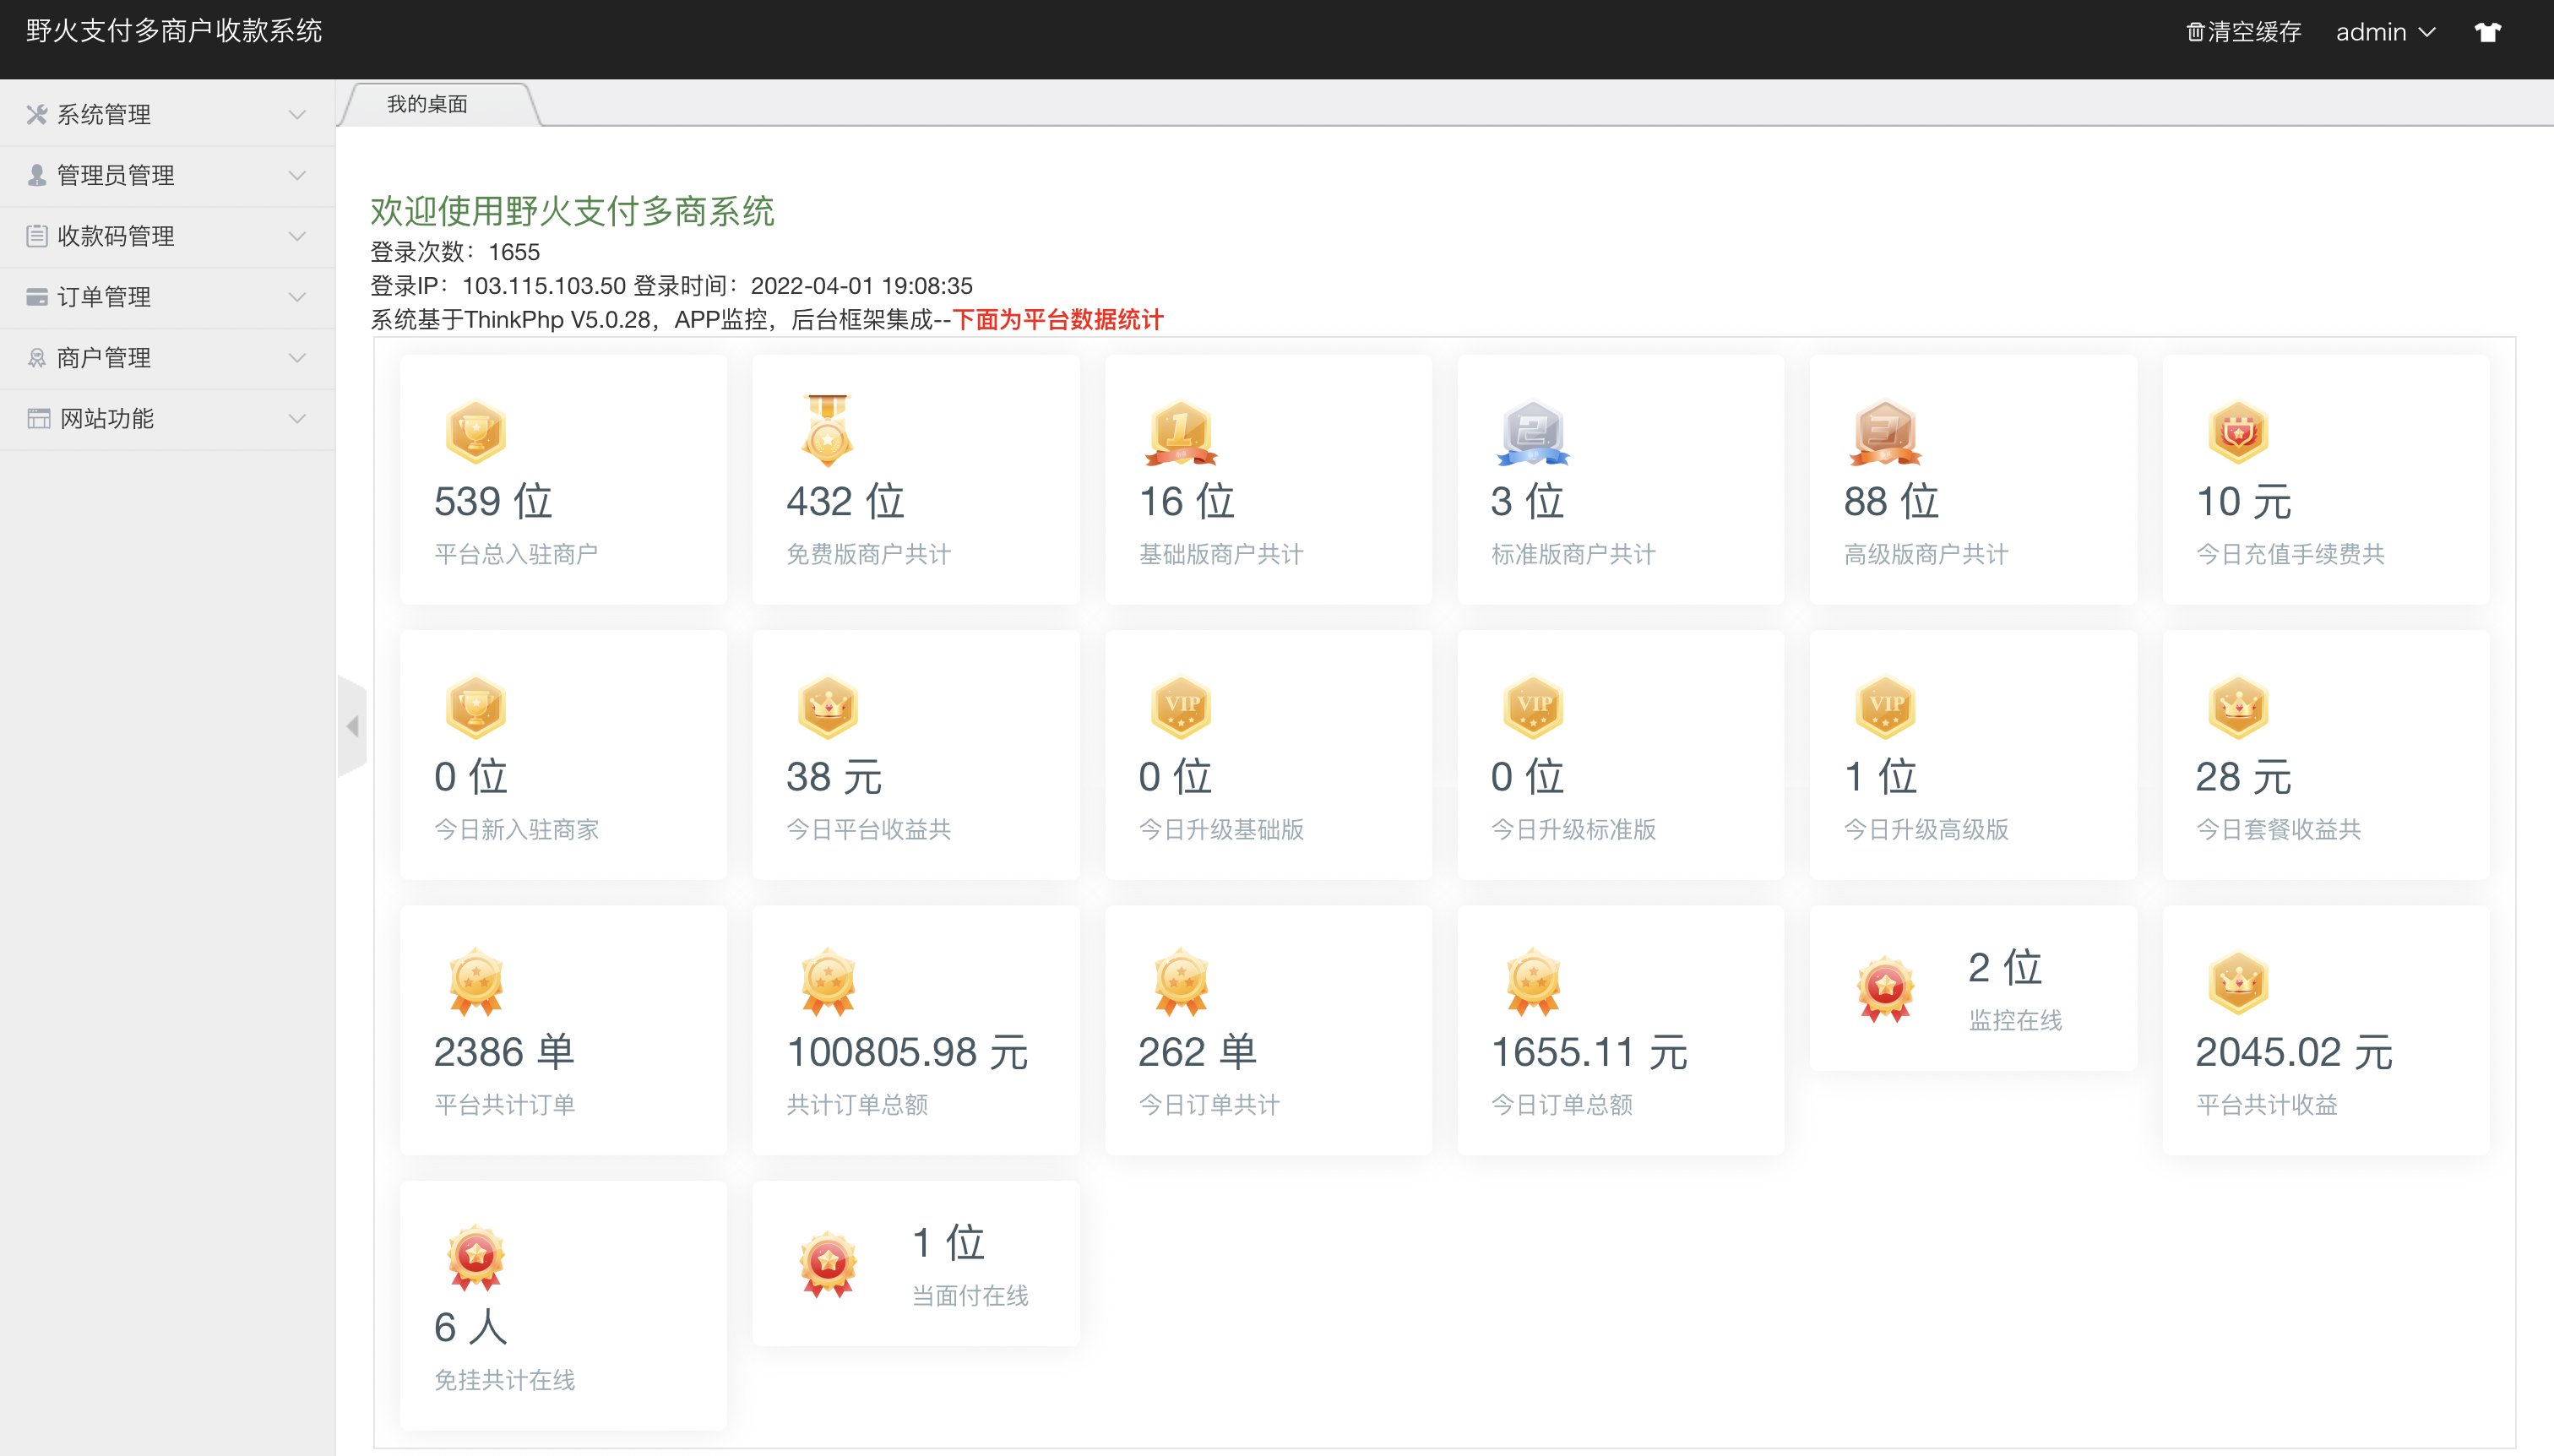 野火支付多商户收款系统
清空缓存 admin
系统管理
管理员管理
收款码管理
订单管理
商户管理
网站功能
我的桌面
欢迎使用野火支付多商系统
登录次数：1655
登录IP：103.115.103.50 登录时间：2022-04-01 19:08:35
系统基于ThinkPhp V5.0.28，APP监控，后台框架集成--下面为平台数据统计
539 位
平台总入驻商户
432 位
免费版商户共计
1
16 位
基础版商户共计
2
3 位
标准版商户共计
3
88 位
高级版商户共计
10 元
今日充值手续费共
0 位
今日新入驻商家
38 元
今日平台收益共
VIP
0 位
今日升级基础版
VIP
0 位
今日升级标准版
VIP
1 位
今日升级高级版
28 元
今日套餐收益共
2386 单
平台共计订单
100805.98 元
共计订单总额
262 单
今日订单共计
1655.11 元
今日订单总额
2 位
监控在线
2045.02 元
平台共计收益
6 人
免挂共计在线
1 位
当面付在线